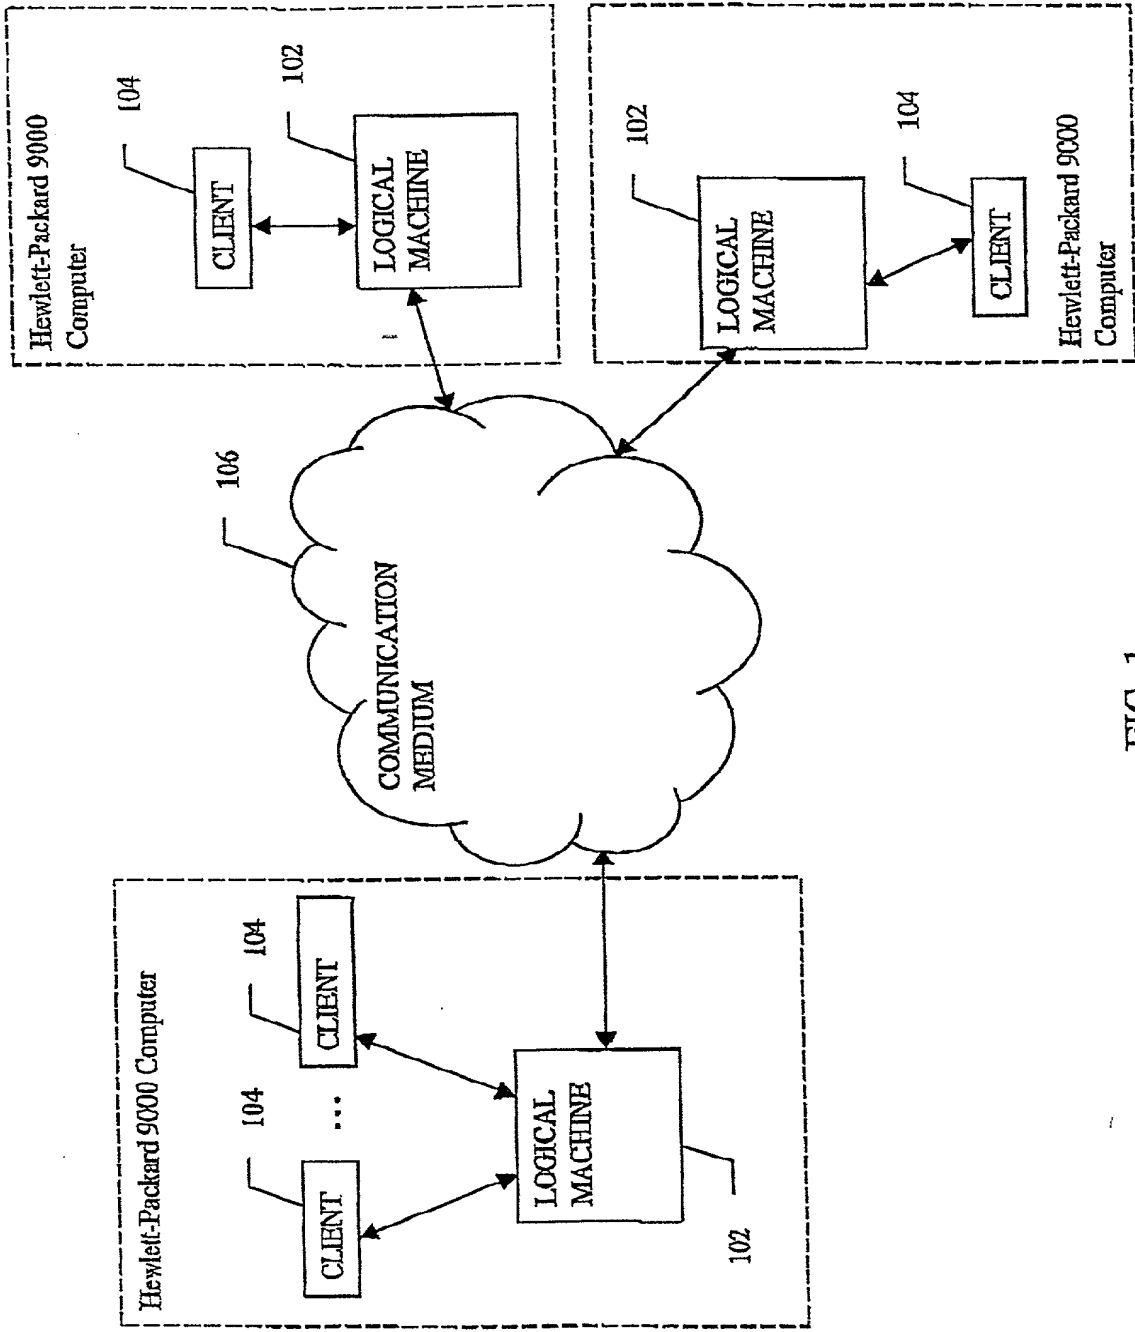 Hewlett-Packard 9000 Computer
104
104
CLIENT
...
CLIENT
LOGICAL
MACHINE
102
106
COMMUNICATION
MEDIUM
Hewlett-Packard 9000
Computer
104
CLIENT
102
LOGICAL
MACHINE
102
LOGICAL
MACHINE
104
CLIENT
Hewlett-Packard 9000
Computer